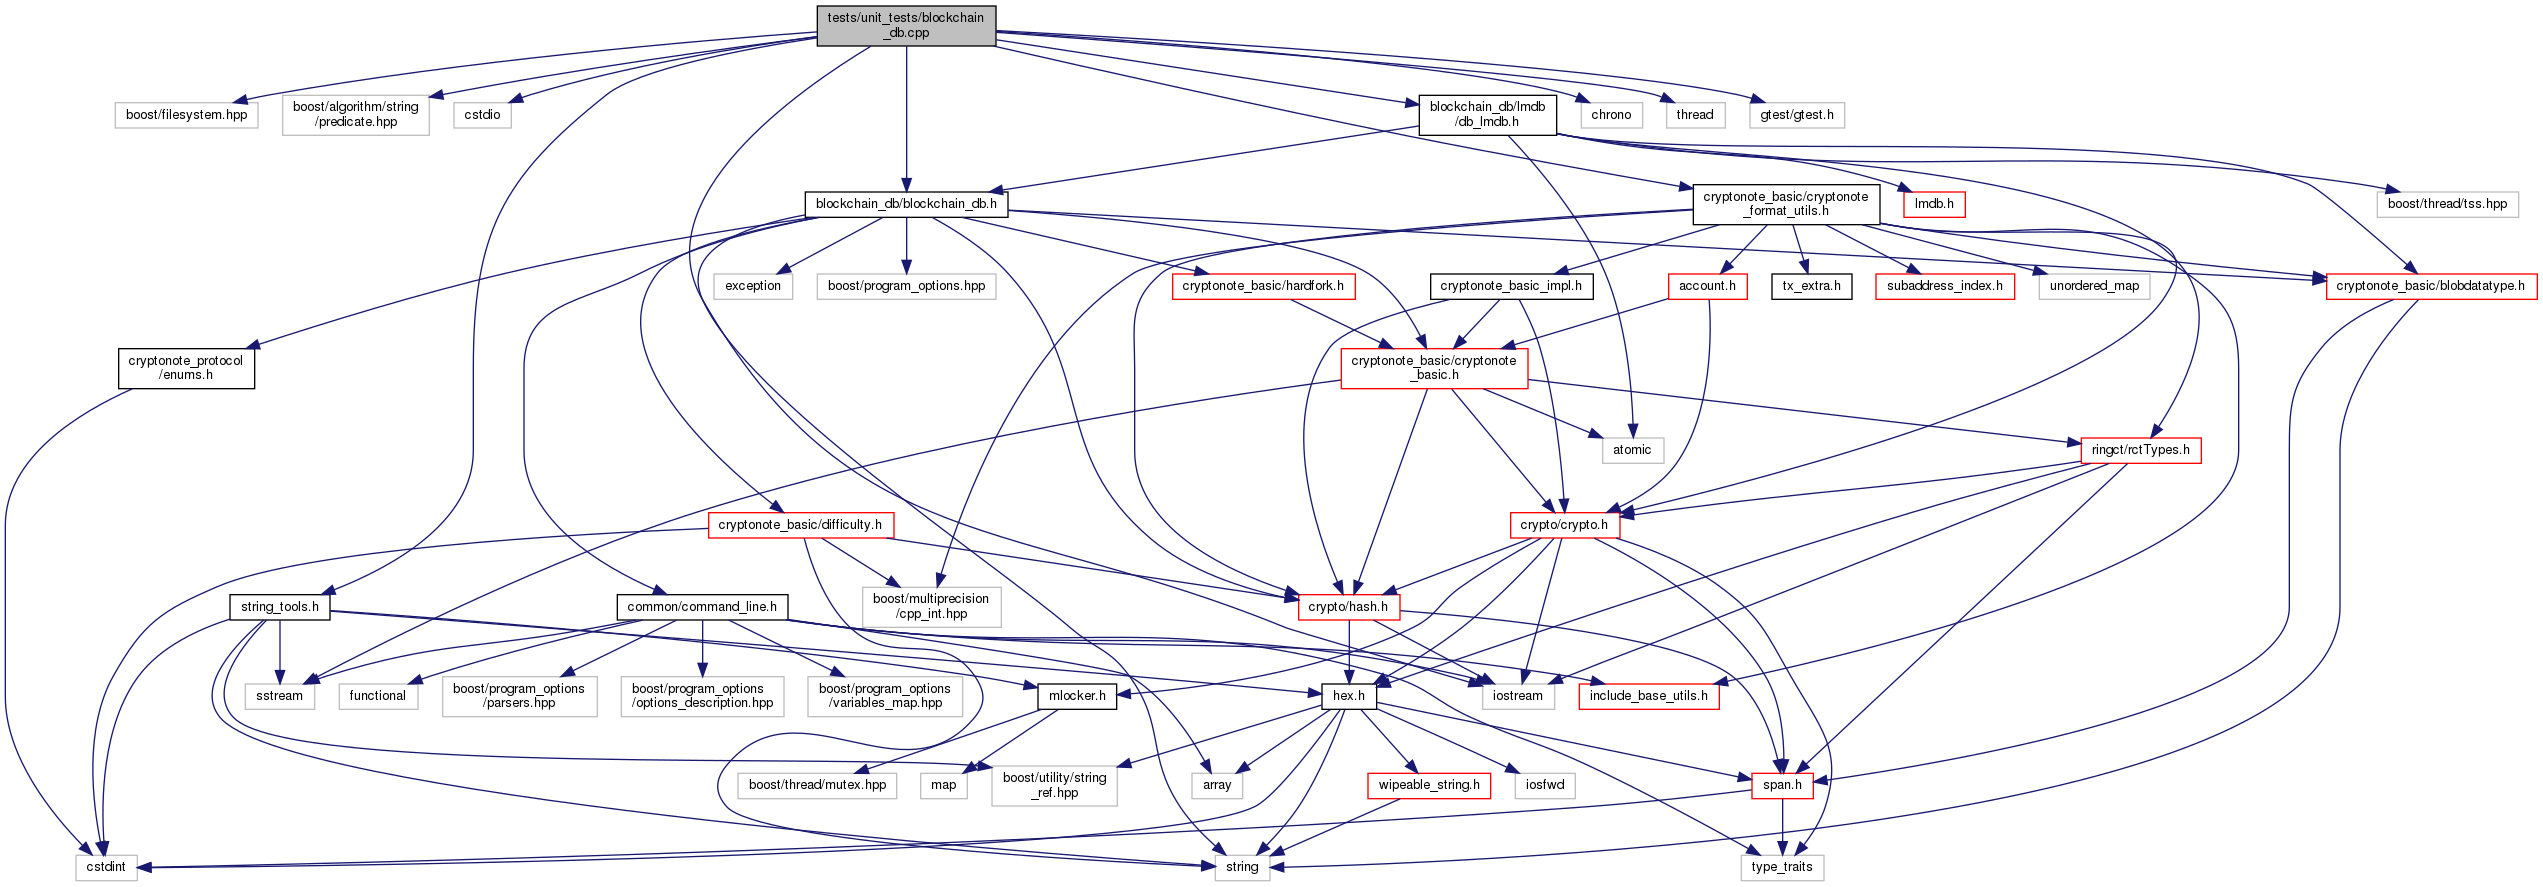 tests/unit_tests/blockchain
_db.cpp
boost/filesystem.hpp
boost/algorithm/string
/predicate.hpp
cstdio
blockchain_db/lmdb
/db_lmdb.h
chrono
thread
gtest/gtest.h
blockchain_db/blockchain_db.h
cryptonote_basic/cryptonote
_format_utils.h
lmdb.h
boost/thread/tss.hpp
exception
boost/program_options.hpp
cryptonote_basic/hardfork.h
cryptonote_basic_impl.h
account.h
tx_extra.h
subaddress_index.h
unordered_map
cryptonote_basic/blobdatatype.h
cryptonote_protocol
/enums.h
cryptonote_basic/cryptonote
_basic.h
atomic
ringct/rctTypes.h
cryptonote_basic/difficulty.h
crypto/crypto.h
string_tools.h
common/command_line.h
boost/multiprecision
/cpp_int.hpp
crypto/hash.h
sstream
functional
boost/program_options
/parsers.hpp
boost/program_options
/options_description.hpp
boost/program_options
/variables_map.hpp
mlocker.h
hex.h
iostream
include_base_utils.h
boost/thread/mutex.hpp
map
boost/utility/string
_ref.hpp
array
wipeable_string.h
iosfwd
span.h
cstdint
string
type_traits